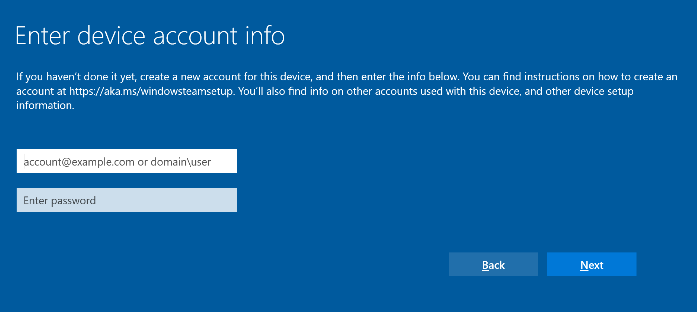 Enter device account info
If you haven't done it yet, create a new account for this device, and then enter the info below. You can find instructions on how to create an
account at https://aka.ms/windowsteamsetup. You'll also find info on other accounts used with this device, and other device setup
information.
account@example.com or domain\user
Enter password
Back Next